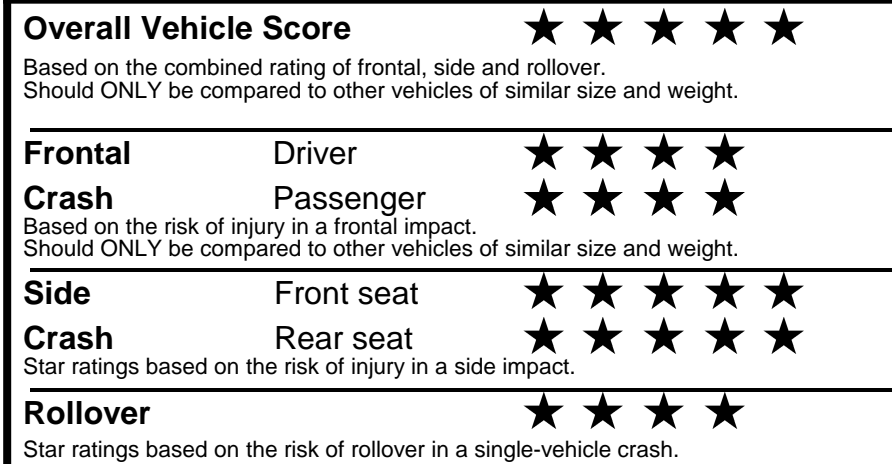 Overall Vehicle Score ★ ★ ★ ★ ★
Based on the combined rating of frontal, side and rollover.
Should ONLY be compared to other vehicles of similar size and weight.
Frontal Driver ★ ★ ★ ★
Crash Passenger ★ ★ ★ ★
Based on the risk of injury in a frontal impact.
Should ONLY be compared to other vehicles of similar size and weight.
Side Front seat ★ ★ ★ ★ ★
Crash Rear seat ★ ★ ★ ★ ★
Star ratings based on the risk of injury in a side impact.
Rollover ★ ★ ★ ★
Star ratings based on the risk of rollover in a single-vehicle crash.